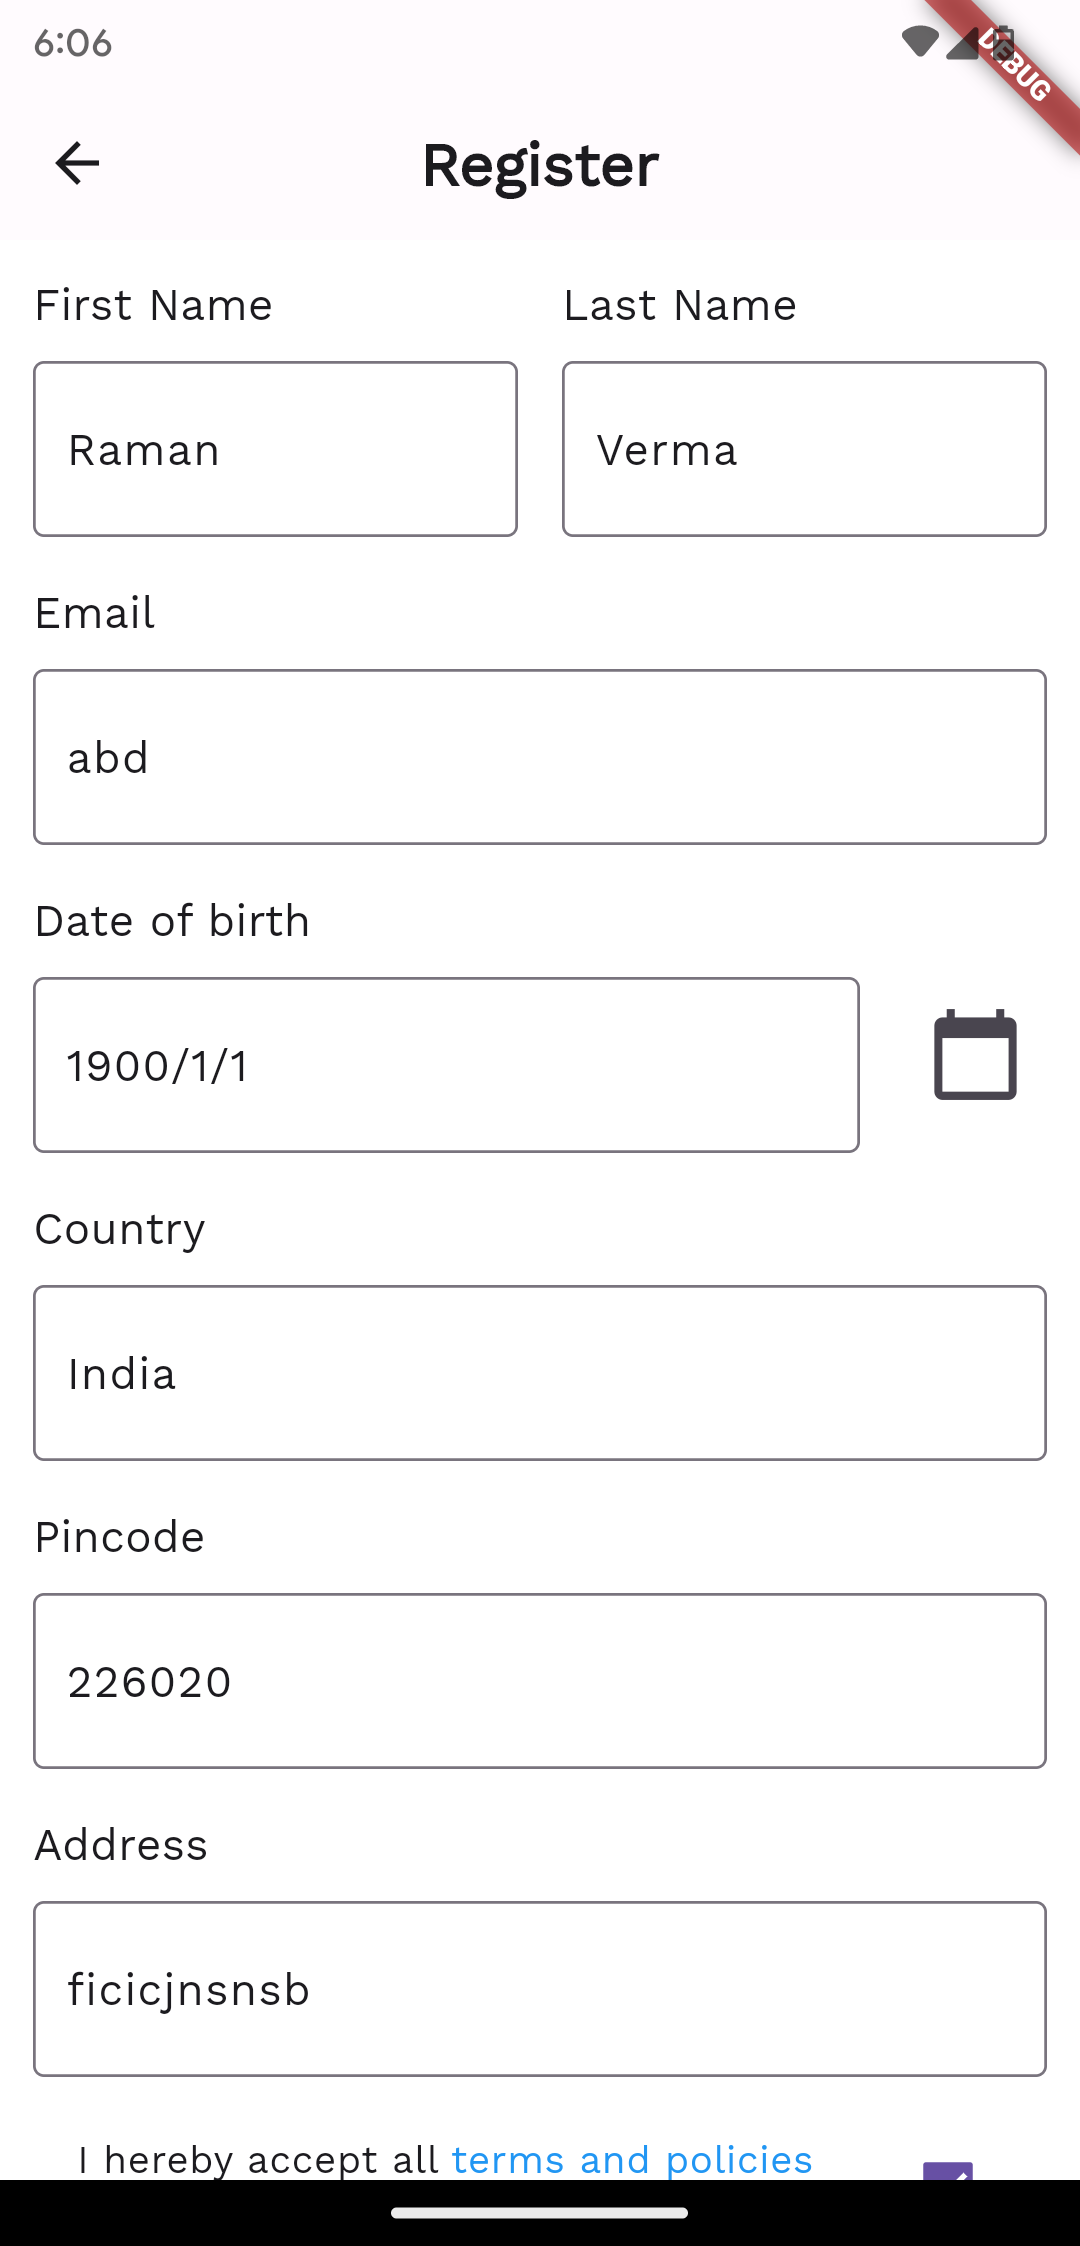 6:06
DEBUG
Register
First Name Last Name
Raman Verma
Email
abd
Date of birth
1900/1/1
Country
India
Pincode
226020
Address
ficicjnsnsb
I hereby accept all terms and policies